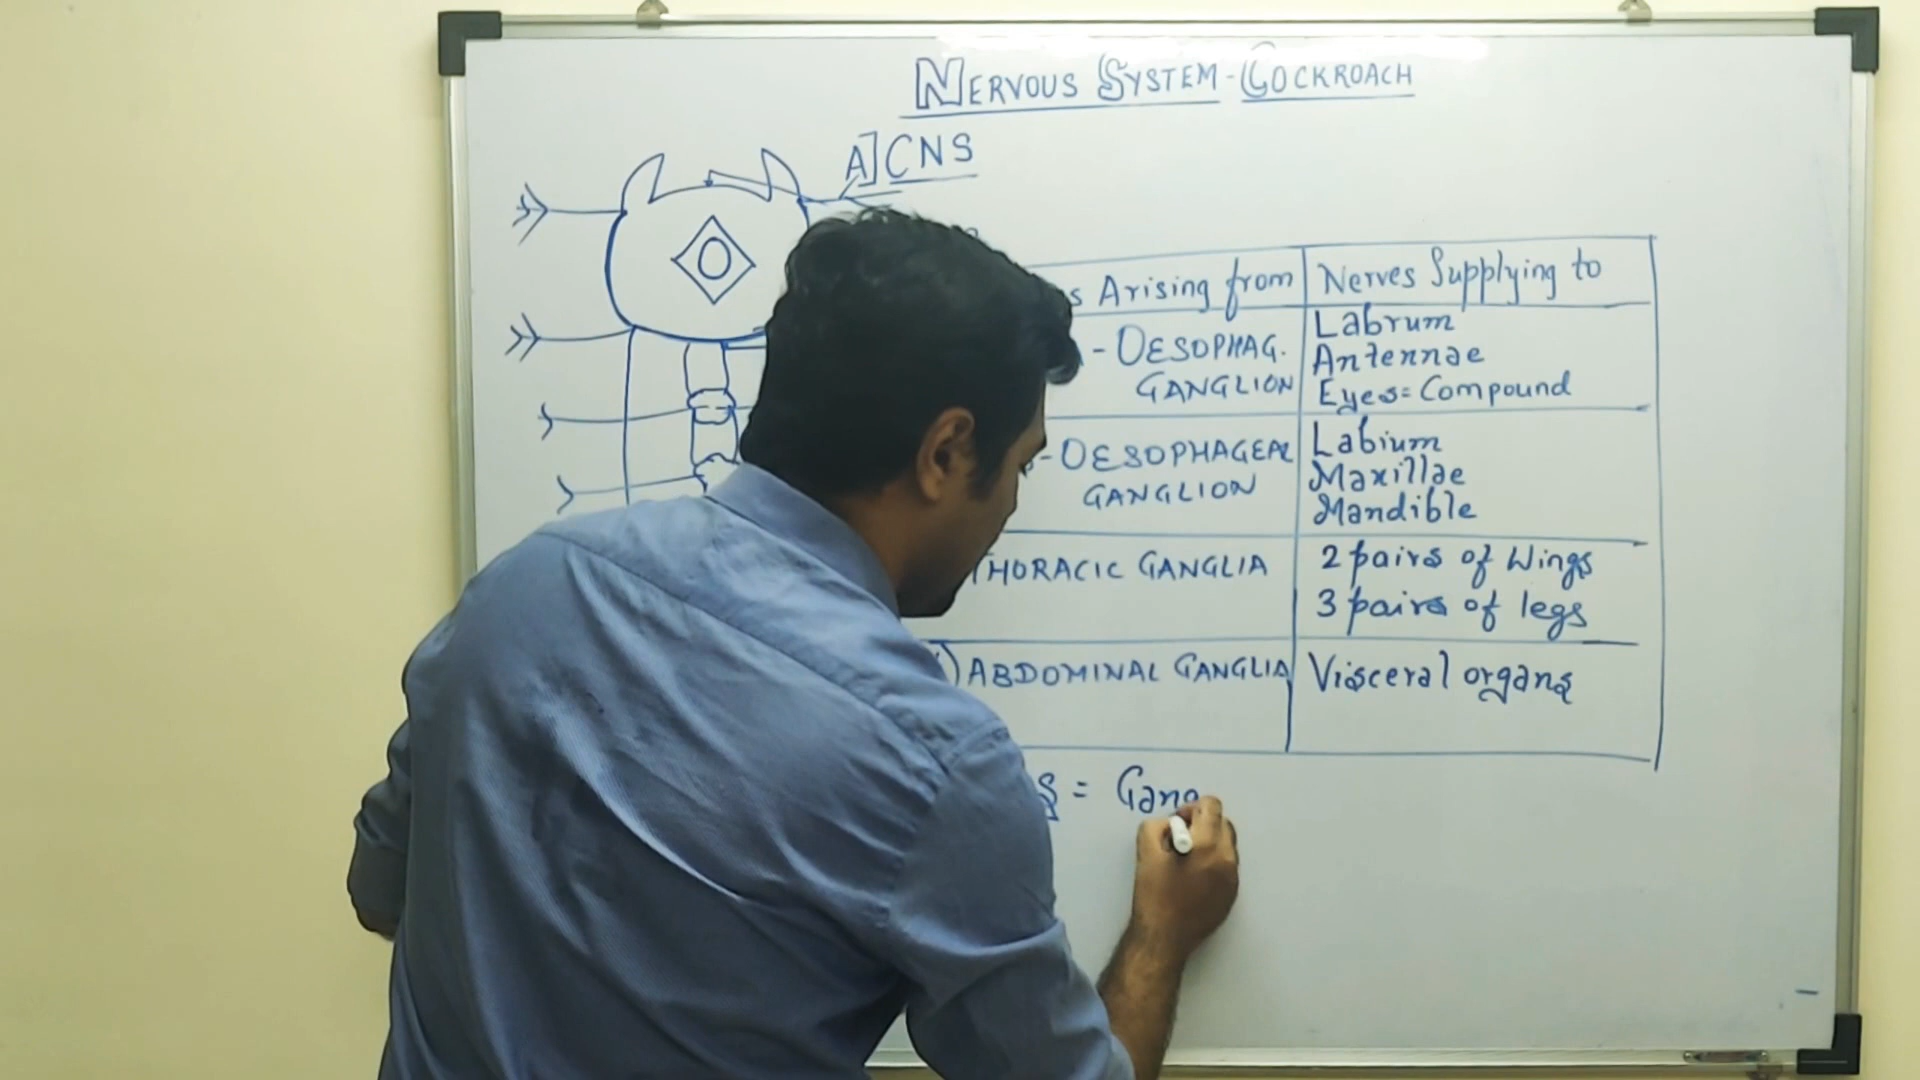 NERVOUS SYSTEM - COCKROACH
A] CNS
Arising from
Nerves Supplying to
- OESOPHAG.
GANGLION
Labrum
Antennae
Eyes = Compound
- OESOPHAGEAL
GANGLION
Labium
Maxillae
Mandible
THORACIC GANGLIA
2 pairs of Wings
3 pairs of legs
ABDOMINAL GANGLIA
Visceral organs
S = Gang